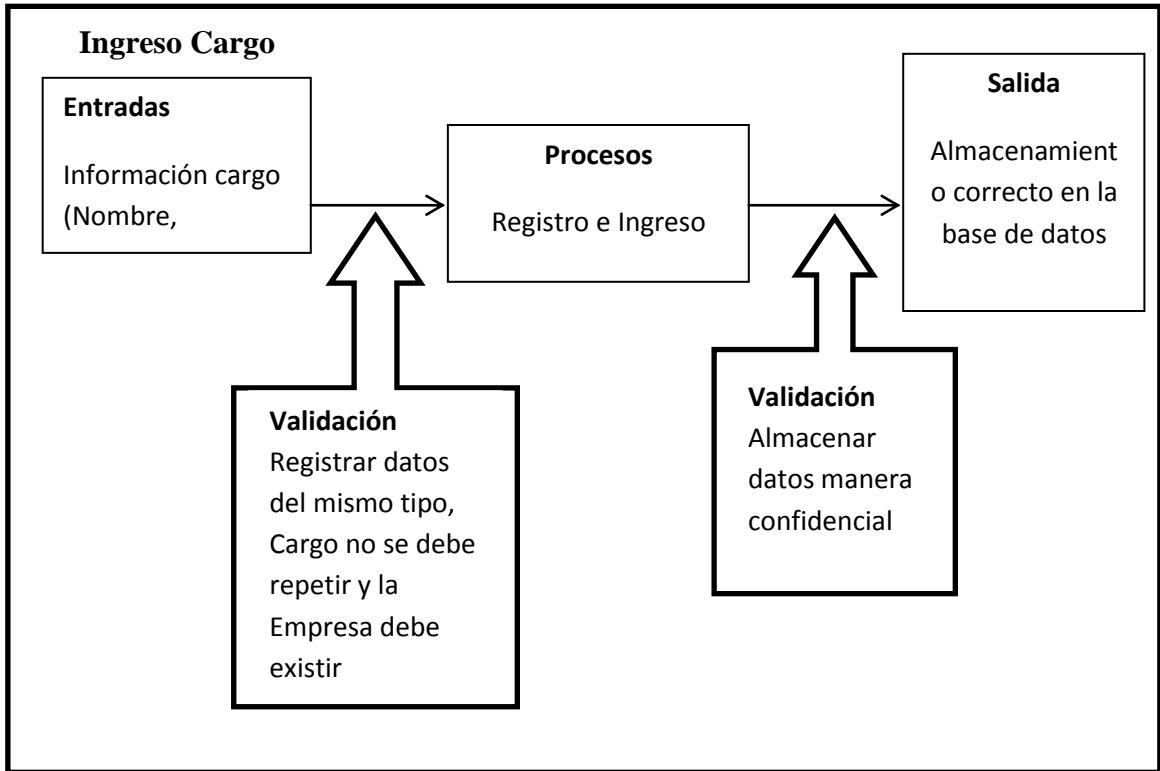 Ingreso Cargo
Entradas
Información cargo
(Nombre,
Procesos
Registro e Ingreso
Salida
Almacenamient
o correcto en la
base de datos
Validación
Registrar datos
del mismo tipo,
Cargo no se debe
repetir y la
Empresa debe
existir
Validación
Almacenar
datos manera
confidencial